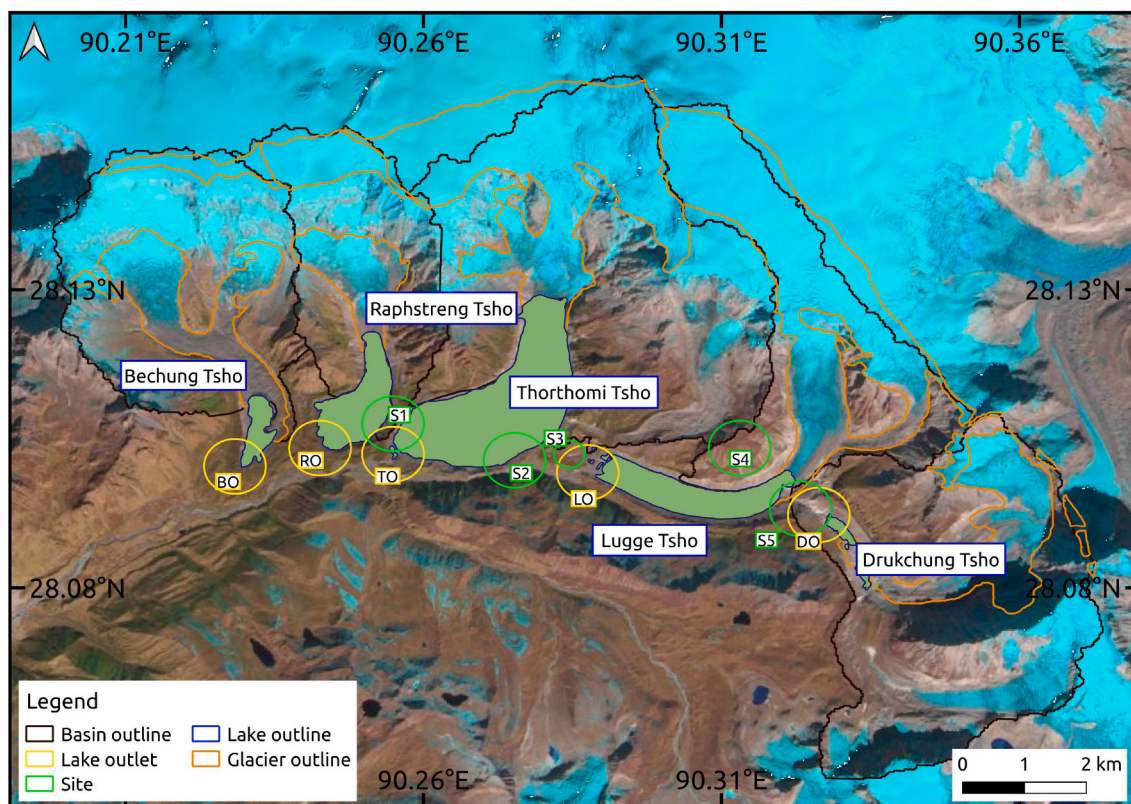 90.21°E 90.26°E 90.31°E 90.36°E
28.13°N 28.13°N
Raphstreng Tsho
Bechung Tsho
Thorthomi Tsho
S1
S3
RO
TO
S2
S4
BO
LO
Lugge Tsho
S5
DO
Drukchung Tsho
28.08°N 28.08°N
Legend
Basin outline
Lake outline
Lake outlet
Glacier outline
Site
90.26°E 90.31°E
0 1 2 km